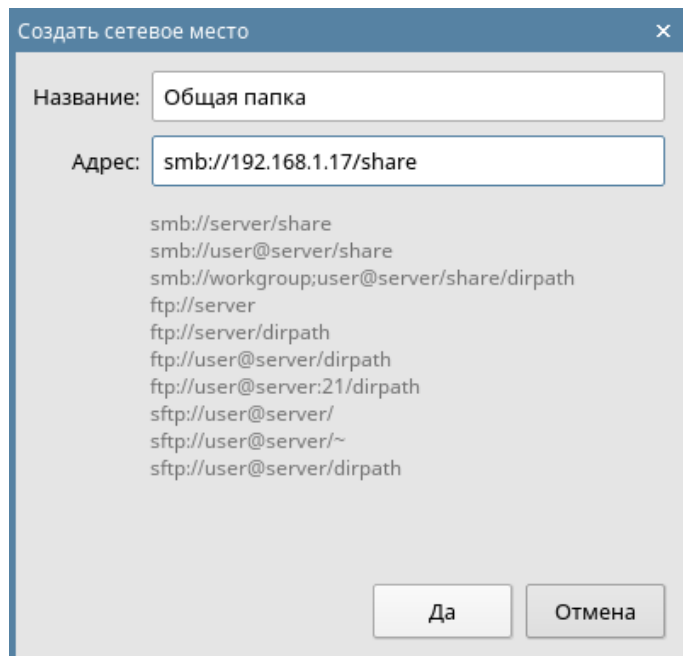 Создать сетевое место
Название: Общая папка
Адрес: smb://192.168.1.17/share
smb://server/share
smb://user@server/share
smb://workgroup;user@server/share/dirpath
ftp://server
ftp://server/dirpath
ftp://user@server/dirpath
ftp://user@server:21/dirpath
sftp://user@server/
sftp://user@server/~
sftp://user@server/dirpath
Да Отмена